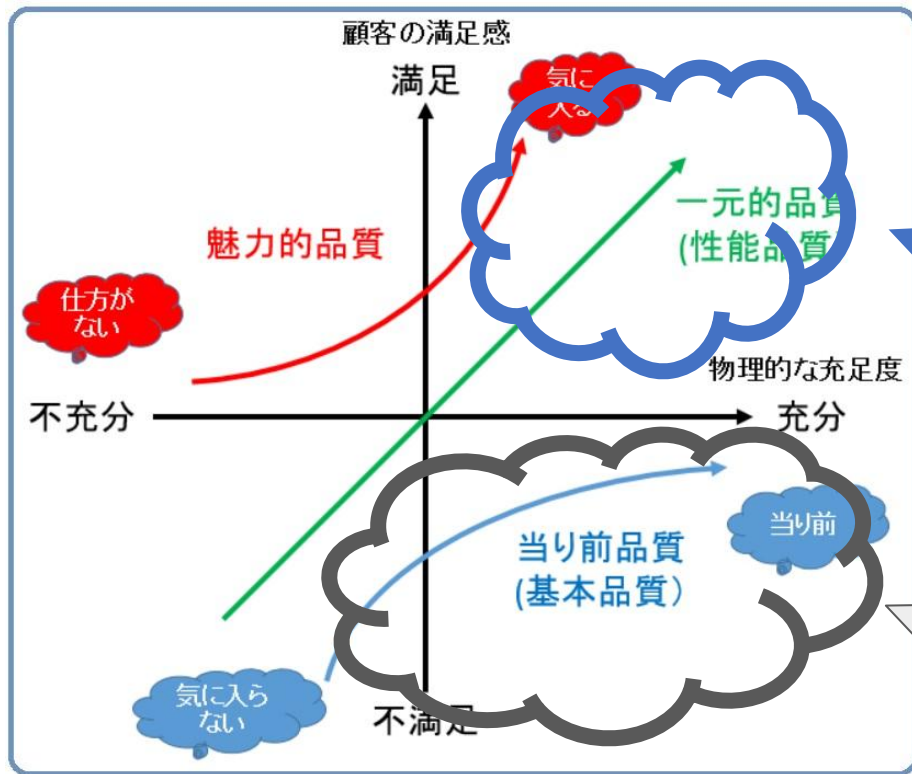 顧客の満足感
満足
気に
入る
一元的品質
(性能品質)
魅力的品質
仕方が
ない
物理的な充足度
不充分
充分
当り前
当り前品質
(基本品質）
気に入ら
ない
不満足